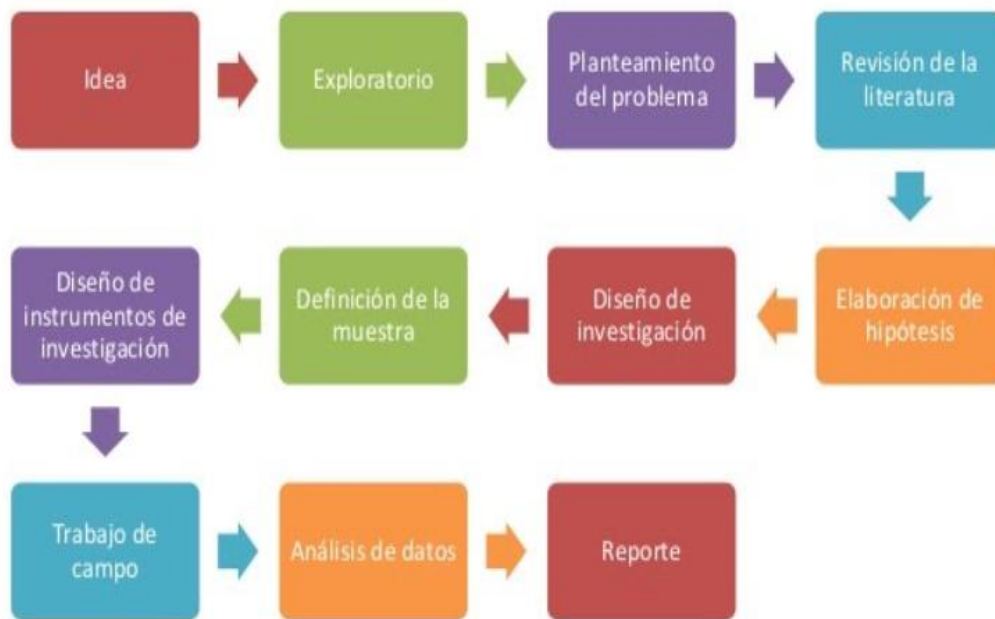 Idea
Exploratorio
Planteamiento
del problema
Revisión de la
literatura
Elaboración de
hipótesis
Diseño de
investigación
Definición de la
muestra
Diseño de
instrumentos de
investigación
Trabajo de
campo
Análisis de datos
Reporte